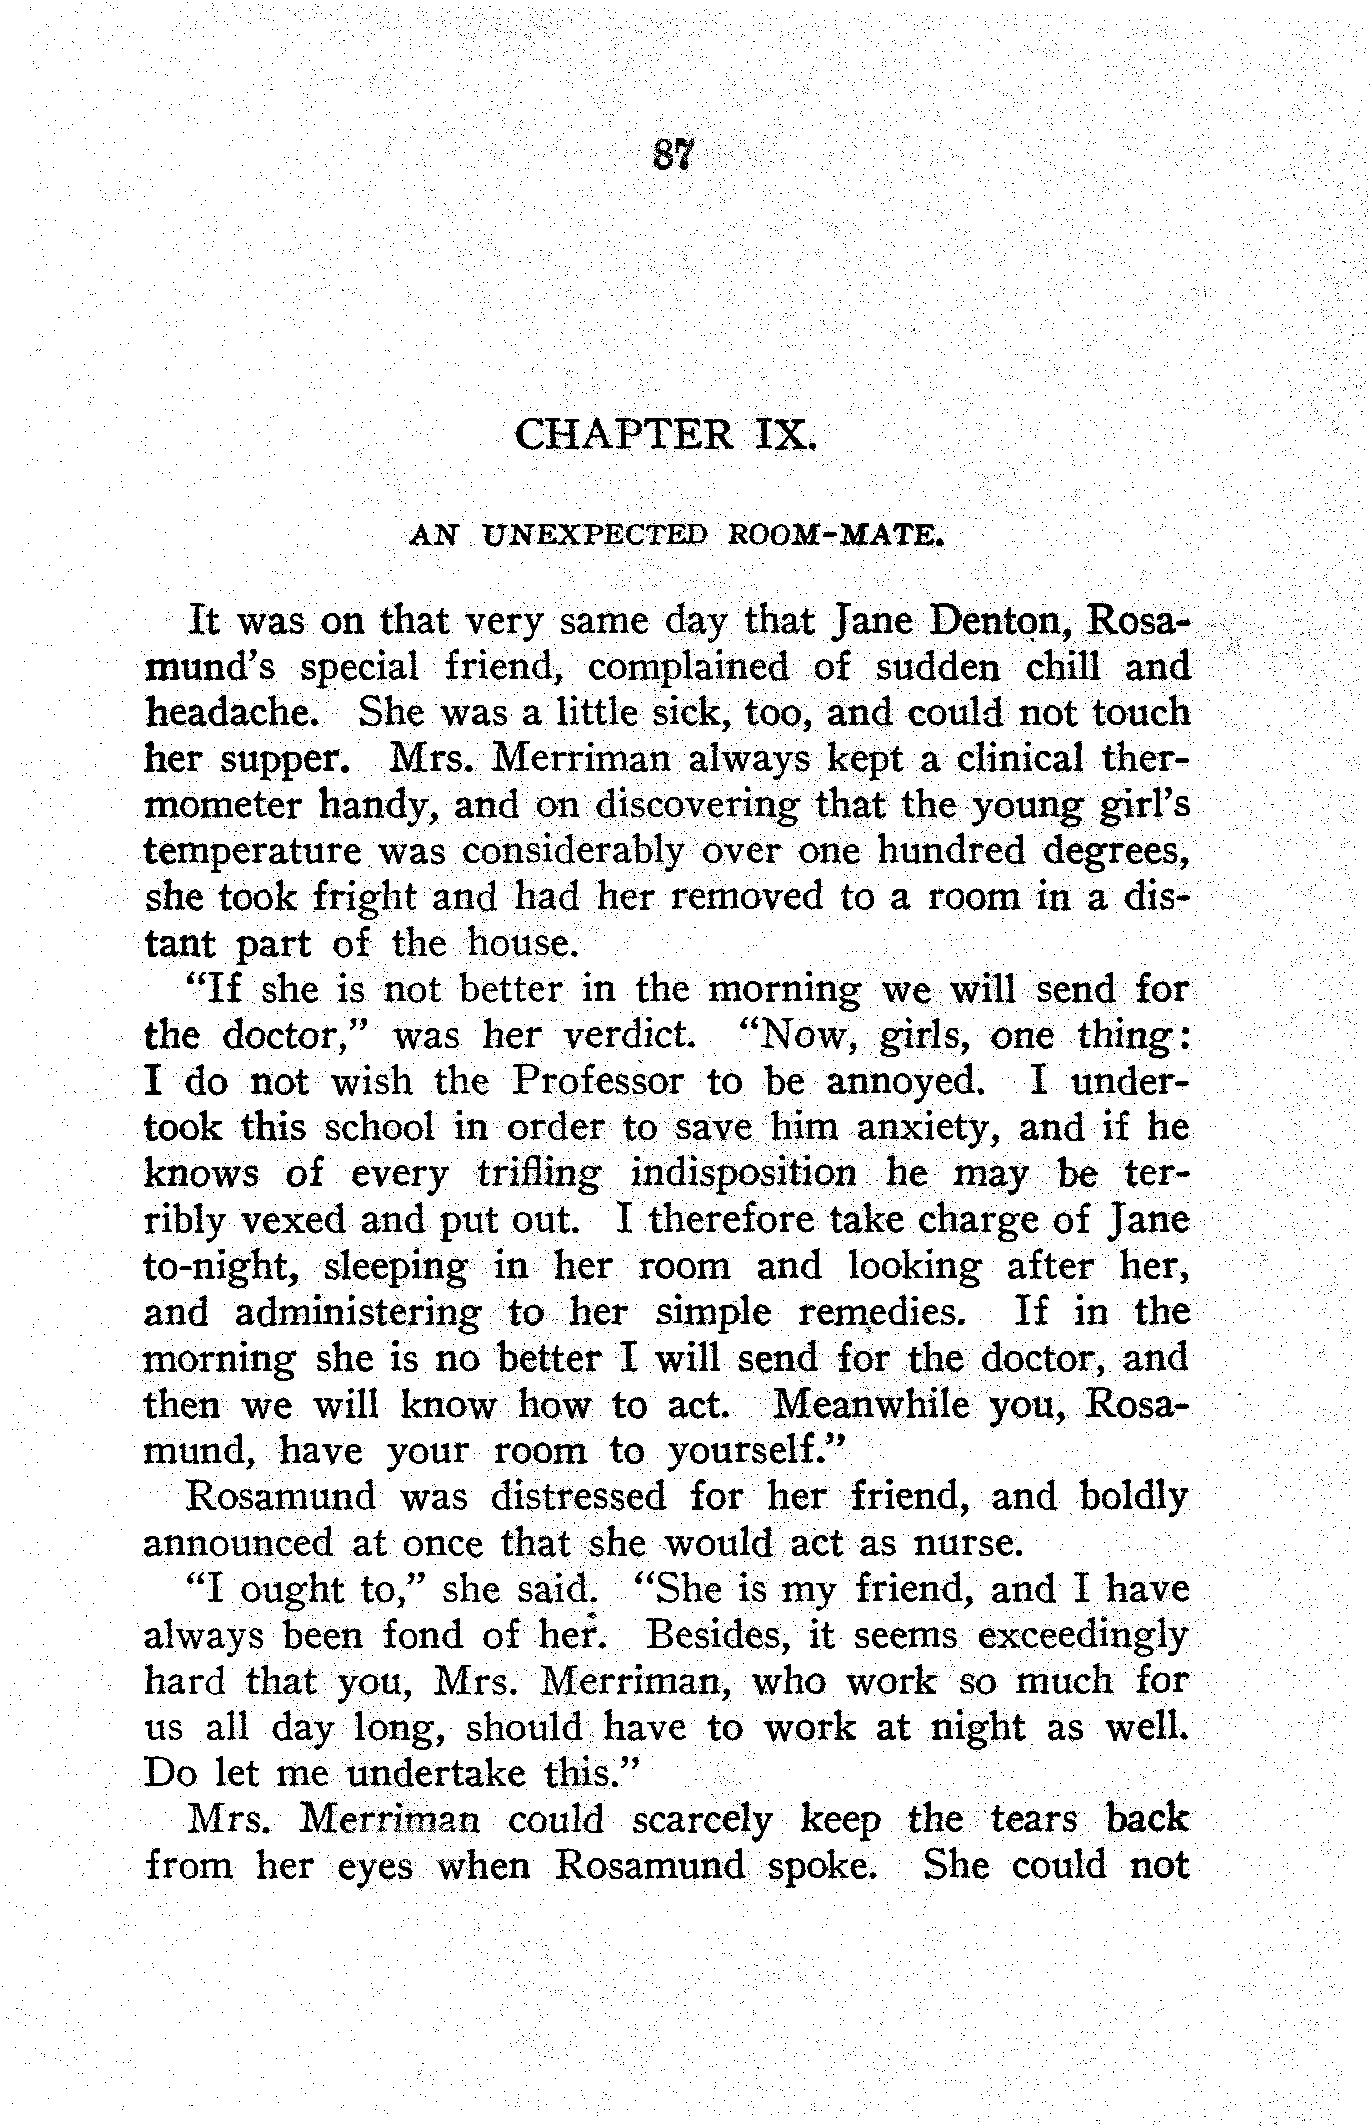 87
CHAPTER IX.
AN UNEXPECTED ROOM-MATE.
It was on that very same day that Jane Denton, Rosa-
mund's special friend, complained of sudden chill and
headache. She was a little sick, too, and could not touch
her supper. Mrs. Merriman always kept a clinical ther-
mometer handy, and on discovering that the young girl's
temperature was considerably over one hundred degrees,
she took fright and had her removed to a room in a dis-
tant part of the house.
“If she is not better in the morning we will send for
the doctor,” was her verdict. “Now, girls, one thing:
I do not wish the Professor to be annoyed. I under-
took this school in order to save him anxiety, and if he
knows of every trifling indisposition he may be ter-
ribly vexed and put out. I therefore take charge of Jane
to-night, sleeping in her room and looking after her,
and administering to her simple remedies. If in the
morning she is no better I will send for the doctor, and
then we will know how to act. Meanwhile you, Rosa-
mund, have your room to yourself.”
Rosamund was distressed for her friend, and boldly
announced at once that she would act as nurse.
“I ought to,” she said. “She is my friend, and I have
always been fond of her. Besides, it seems exceedingly
hard that you, Mrs. Merriman, who work so much for
us all day long, should have to work at night as well.
Do let me undertake this.”
Mrs. Merriman could scarcely keep the tears back
from her eyes when Rosamund spoke. She could not